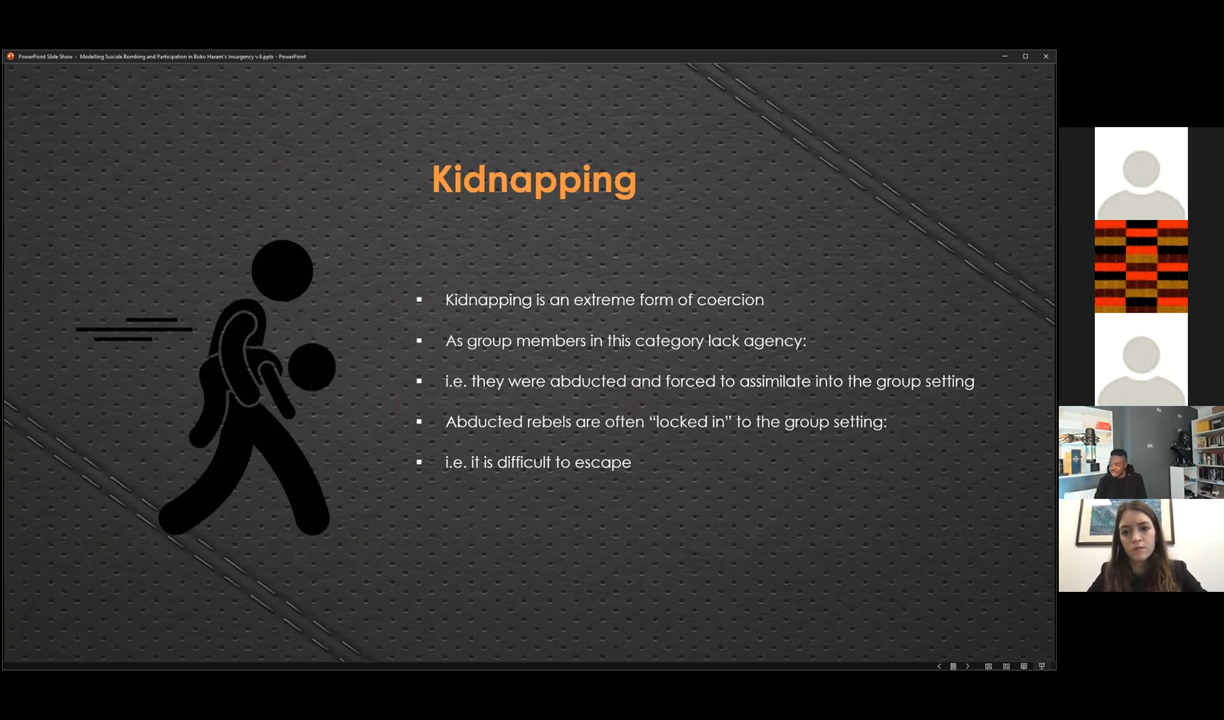 PowerPoint Slide Show - Modelling Suicide Bombing and Participation in Boko Haram's Insurgency v.6.pptx - PowerPoint
Kidnapping
▪ Kidnapping is an extreme form of coercion
▪ As group members in this category lack agency:
▪ i.e. they were abducted and forced to assimilate into the group setting
▪ Abducted rebels are often “locked in” to the group setting:
▪ i.e. it is difficult to escape